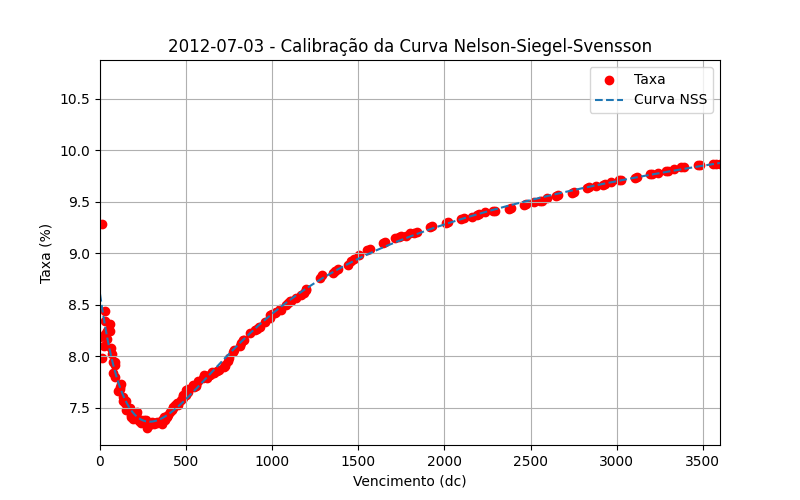 2012-07-03 - Calibração da Curva Nelson-Siegel-Svensson
Taxa
Curva NSS
Taxa (%)
10.5
10.0
9.5
9.0
8.5
8.0
7.5
0 500 1000 1500 2000 2500 3000 3500
Vencimento (dc)